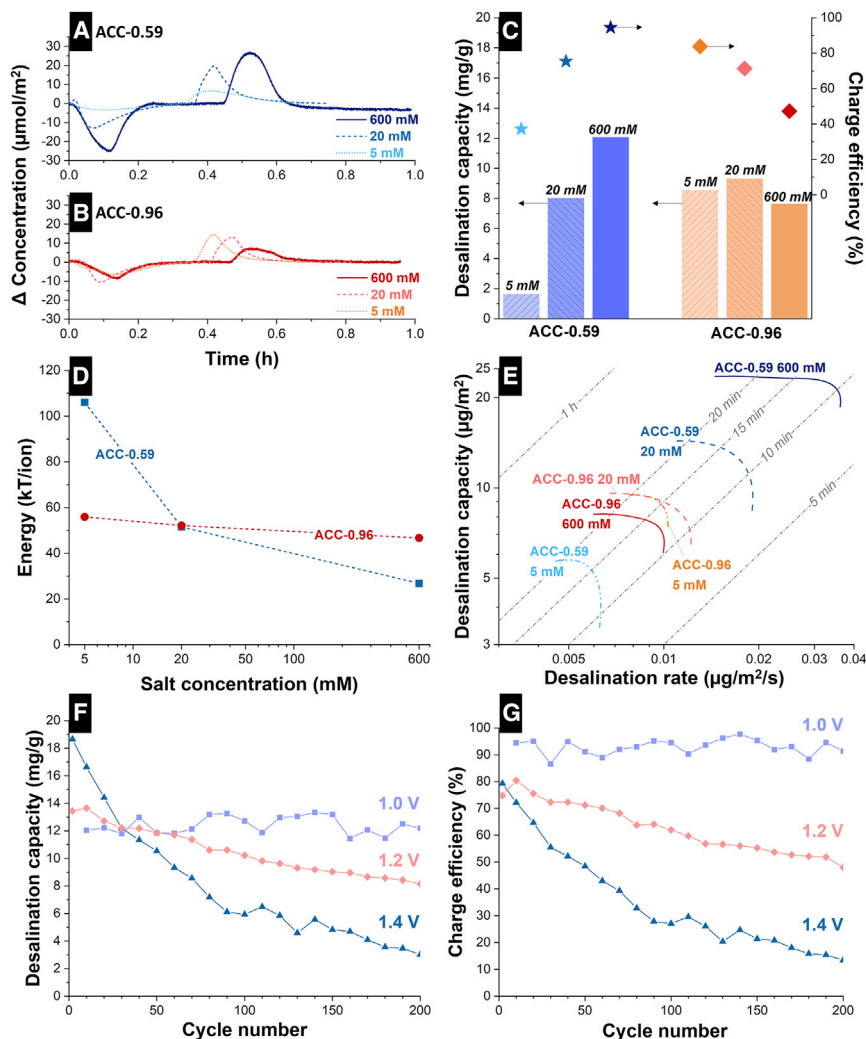 A ACC-0.59
30
20
10
0
-10
-20
-30
0.0 0.2 0.4 0.6 0.8 1.0
600 mM
20 mM
5 mM
B ACC-0.96
30
20
10
0
-10
-20
-30
0.0 0.2 0.4 0.6 0.8 1.0
600 mM
20 mM
5 mM
Δ Concentration (µmol/m²)
Time (h)
C
Desalination capacity (mg/g)
20
18
16
14
12
10
8
6
4
2
0
Charge efficiency (%)
100
80
60
40
20
0
5 mM
20 mM
600 mM
5 mM
20 mM
600 mM
ACC-0.59 ACC-0.96
D
Energy (kT/ion)
120
100
80
60
40
20
0
ACC-0.59
ACC-0.96
5 10 20 50 100 600
Salt concentration (mM)
E
Desalination capacity (µg/m²)
25
20
10
5
3
ACC-0.59 600 mM
1 h
20 min
15 min
10 min
5 min
ACC-0.59
20 mM
ACC-0.96 20 mM
ACC-0.96
600 mM
ACC-0.59
5 mM
ACC-0.96
5 mM
0.005 0.01 0.02 0.03 0.04
Desalination rate (µg/m²/s)
F
Desalination capacity (mg/g)
20
18
16
14
12
10
8
6
4
2
0
1.0 V
1.2 V
1.4 V
0 50 100 150 200
Cycle number
G
Charge efficiency (%)
100
90
80
70
60
50
40
30
20
10
0
1.0 V
1.2 V
1.4 V
0 50 100 150 200
Cycle number